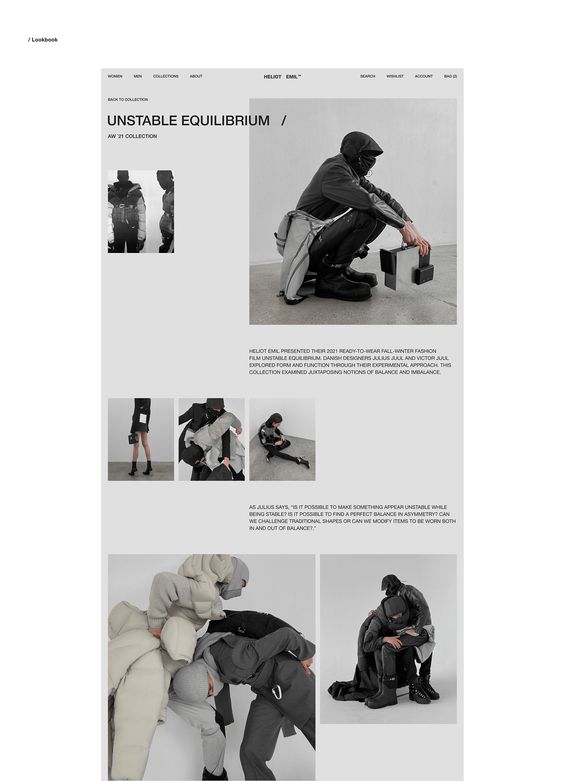 / Lookbook
WOMEN MEN COLLECTIONS ABOUT HELIOT EMIL™ SEARCH WISHLIST ACCOUNT BAG (2)
BACK TO COLLECTION
UNSTABLE EQUILIBRIUM /
AW '21 COLLECTION
HELIOT EMIL PRESENTED THEIR 2021 READY-TO-WEAR FALL-WINTER FASHION
FILM UNSTABLE EQUILIBRIUM. DANISH DESIGNERS JULIUS JUUL AND VICTOR JUUL
EXPLORED FORM AND FUNCTION THROUGH THEIR EXPERIMENTAL APPROACH. THIS
COLLECTION EXAMINED JUXTAPOSING NOTIONS OF BALANCE AND IMBALANCE.
AS JULIUS SAYS, "IS IT POSSIBLE TO MAKE SOMETHING APPEAR UNSTABLE WHILE
BEING STABLE? IS IT POSSIBLE TO FIND A PERFECT BALANCE IN ASYMMETRY? CAN
WE CHALLENGE TRADITIONAL SHAPES OR CAN WE MODIFY ITEMS TO BE WORN BOTH
IN AND OUT OF BALANCE?."